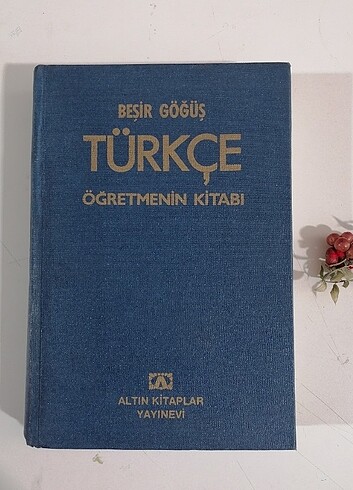 BEŞİR GÖĞÜŞ
TÜRKÇE
ÖĞRETMENİN KİTABI
ALTIN KİTAPLAR
YAYINEVİ